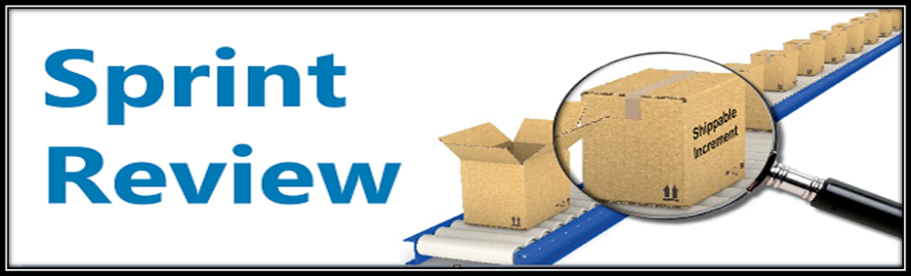 Sprint
Review
Shippable
Increment